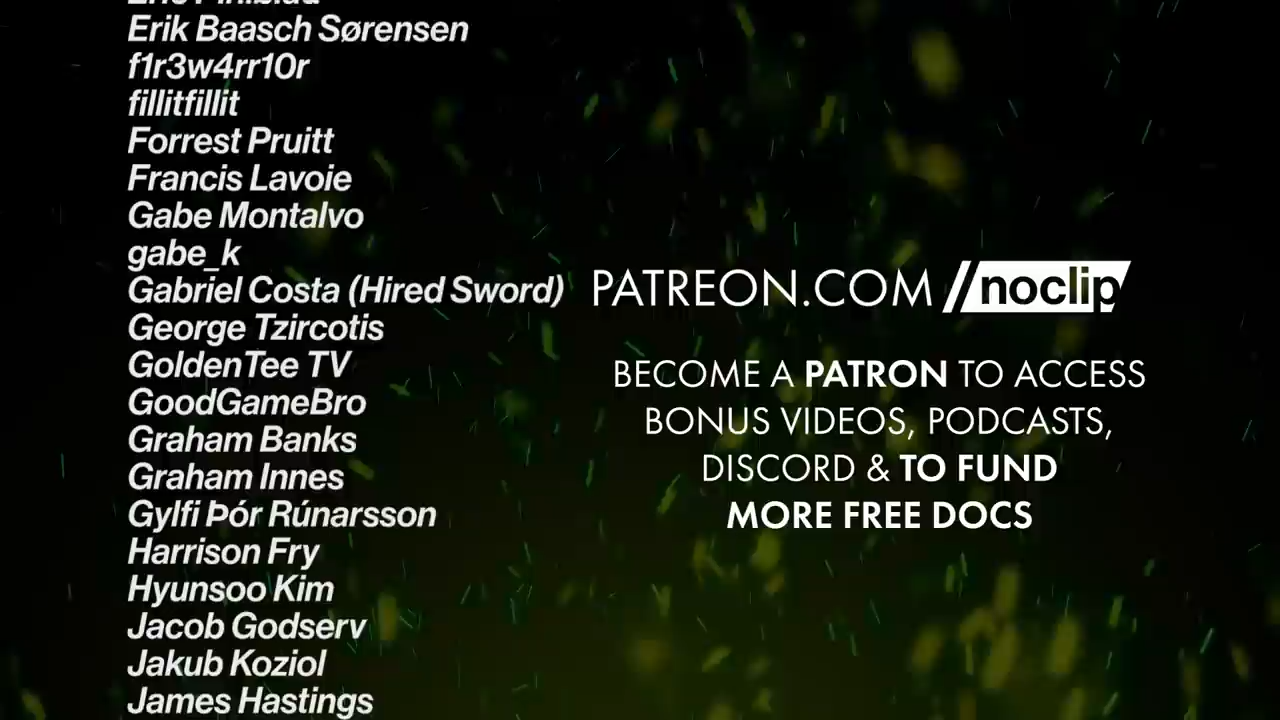 Erik Baasch Sørensen
f1r3w4rr10r
fillitfillit
Forrest Pruitt
Francis Lavoie
Gabe Montalvo
gabe_k
Gabriel Costa (Hired Sword)
George Tzircotis
GoldenTee TV
GoodGameBro
Graham Banks
Graham Innes
Gylfi Þór Rúnarsson
Harrison Fry
Hyunsoo Kim
Jacob Godserv
Jakub Koziol
James Hastings
PATREON.COM//noclip
BECOME A PATRON TO ACCESS
BONUS VIDEOS, PODCASTS,
DISCORD & TO FUND
MORE FREE DOCS